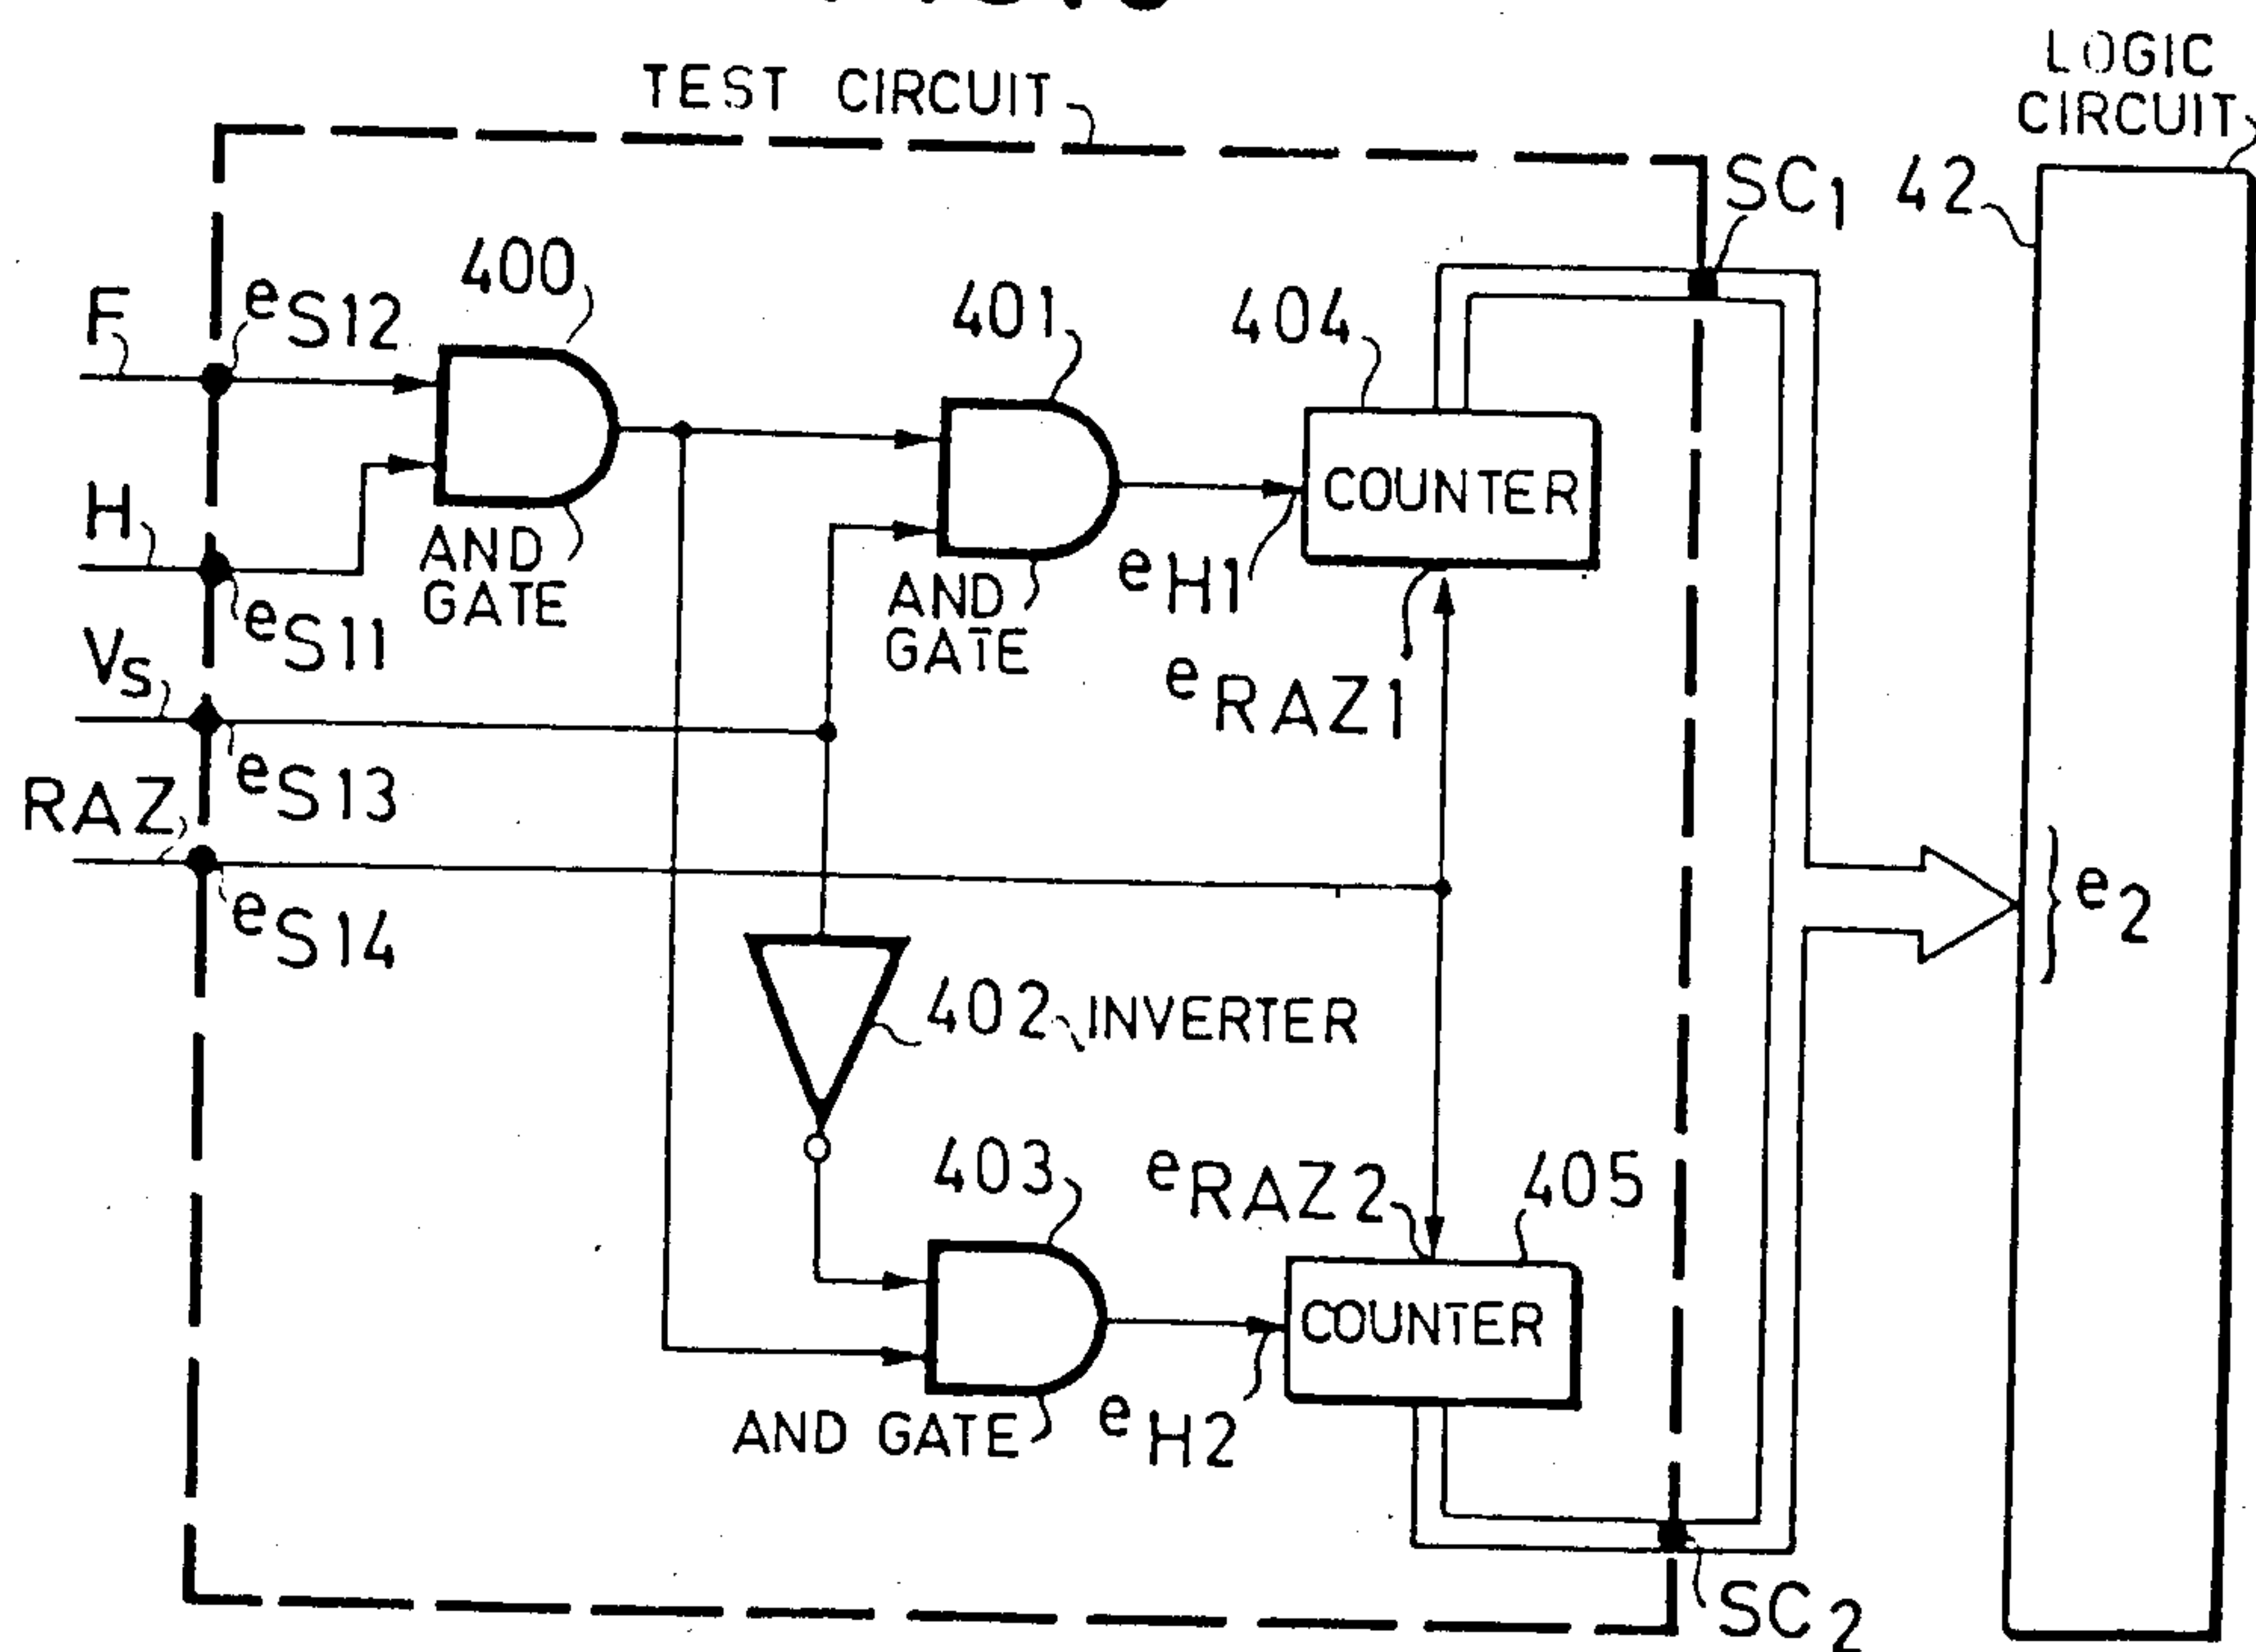 TEST CIRCUIT
LOGIC
CIRCUIT
SC1
42
400
F
eS12
401
404
H
COUNTER
AND
GATE
eH1
eS11
AND
GATE
VS
eRAZ1
RAZ
eS13
e2
eS14
402
INVERTER
403
eRAZ2
405
COUNTER
AND GATE
eH2
SC2